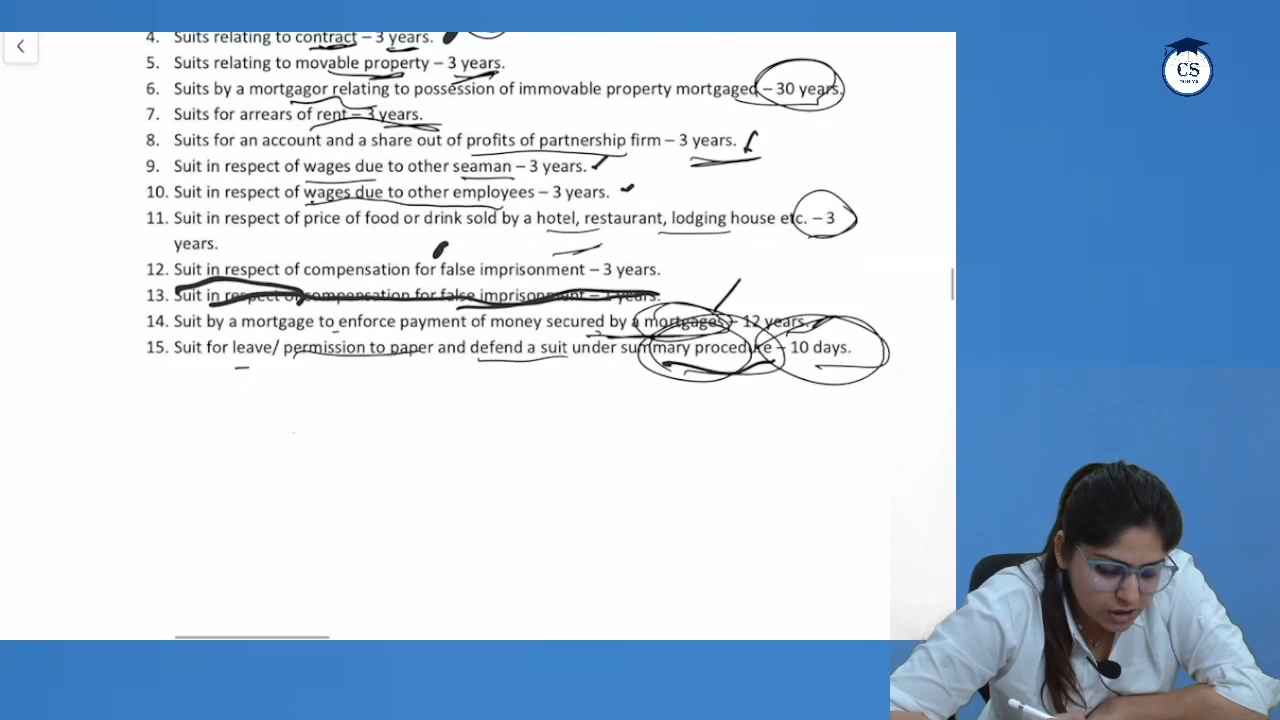 4. Suits relating to contract – 3 years.
5. Suits relating to movable property – 3 years.
6. Suits by a mortgagor relating to possession of immovable property mortgaged – 30 years.
7. Suits for arrears of rent – 3 years.
8. Suits for an account and a share out of profits of partnership firm – 3 years.
9. Suit in respect of wages due to other seaman – 3 years.
10. Suit in respect of wages due to other employees – 3 years.
11. Suit in respect of price of food or drink sold by a hotel, restaurant, lodging house etc. – 3
years.
12. Suit in respect of compensation for false imprisonment – 3 years.
13. Suit in respect of compensation for false imprisonment – 3 years.
14. Suit by a mortgage to enforce payment of money secured by a mortgages – 12 years.
15. Suit for leave/ permission to paper and defend a suit under summary procedure – 10 days.
CS